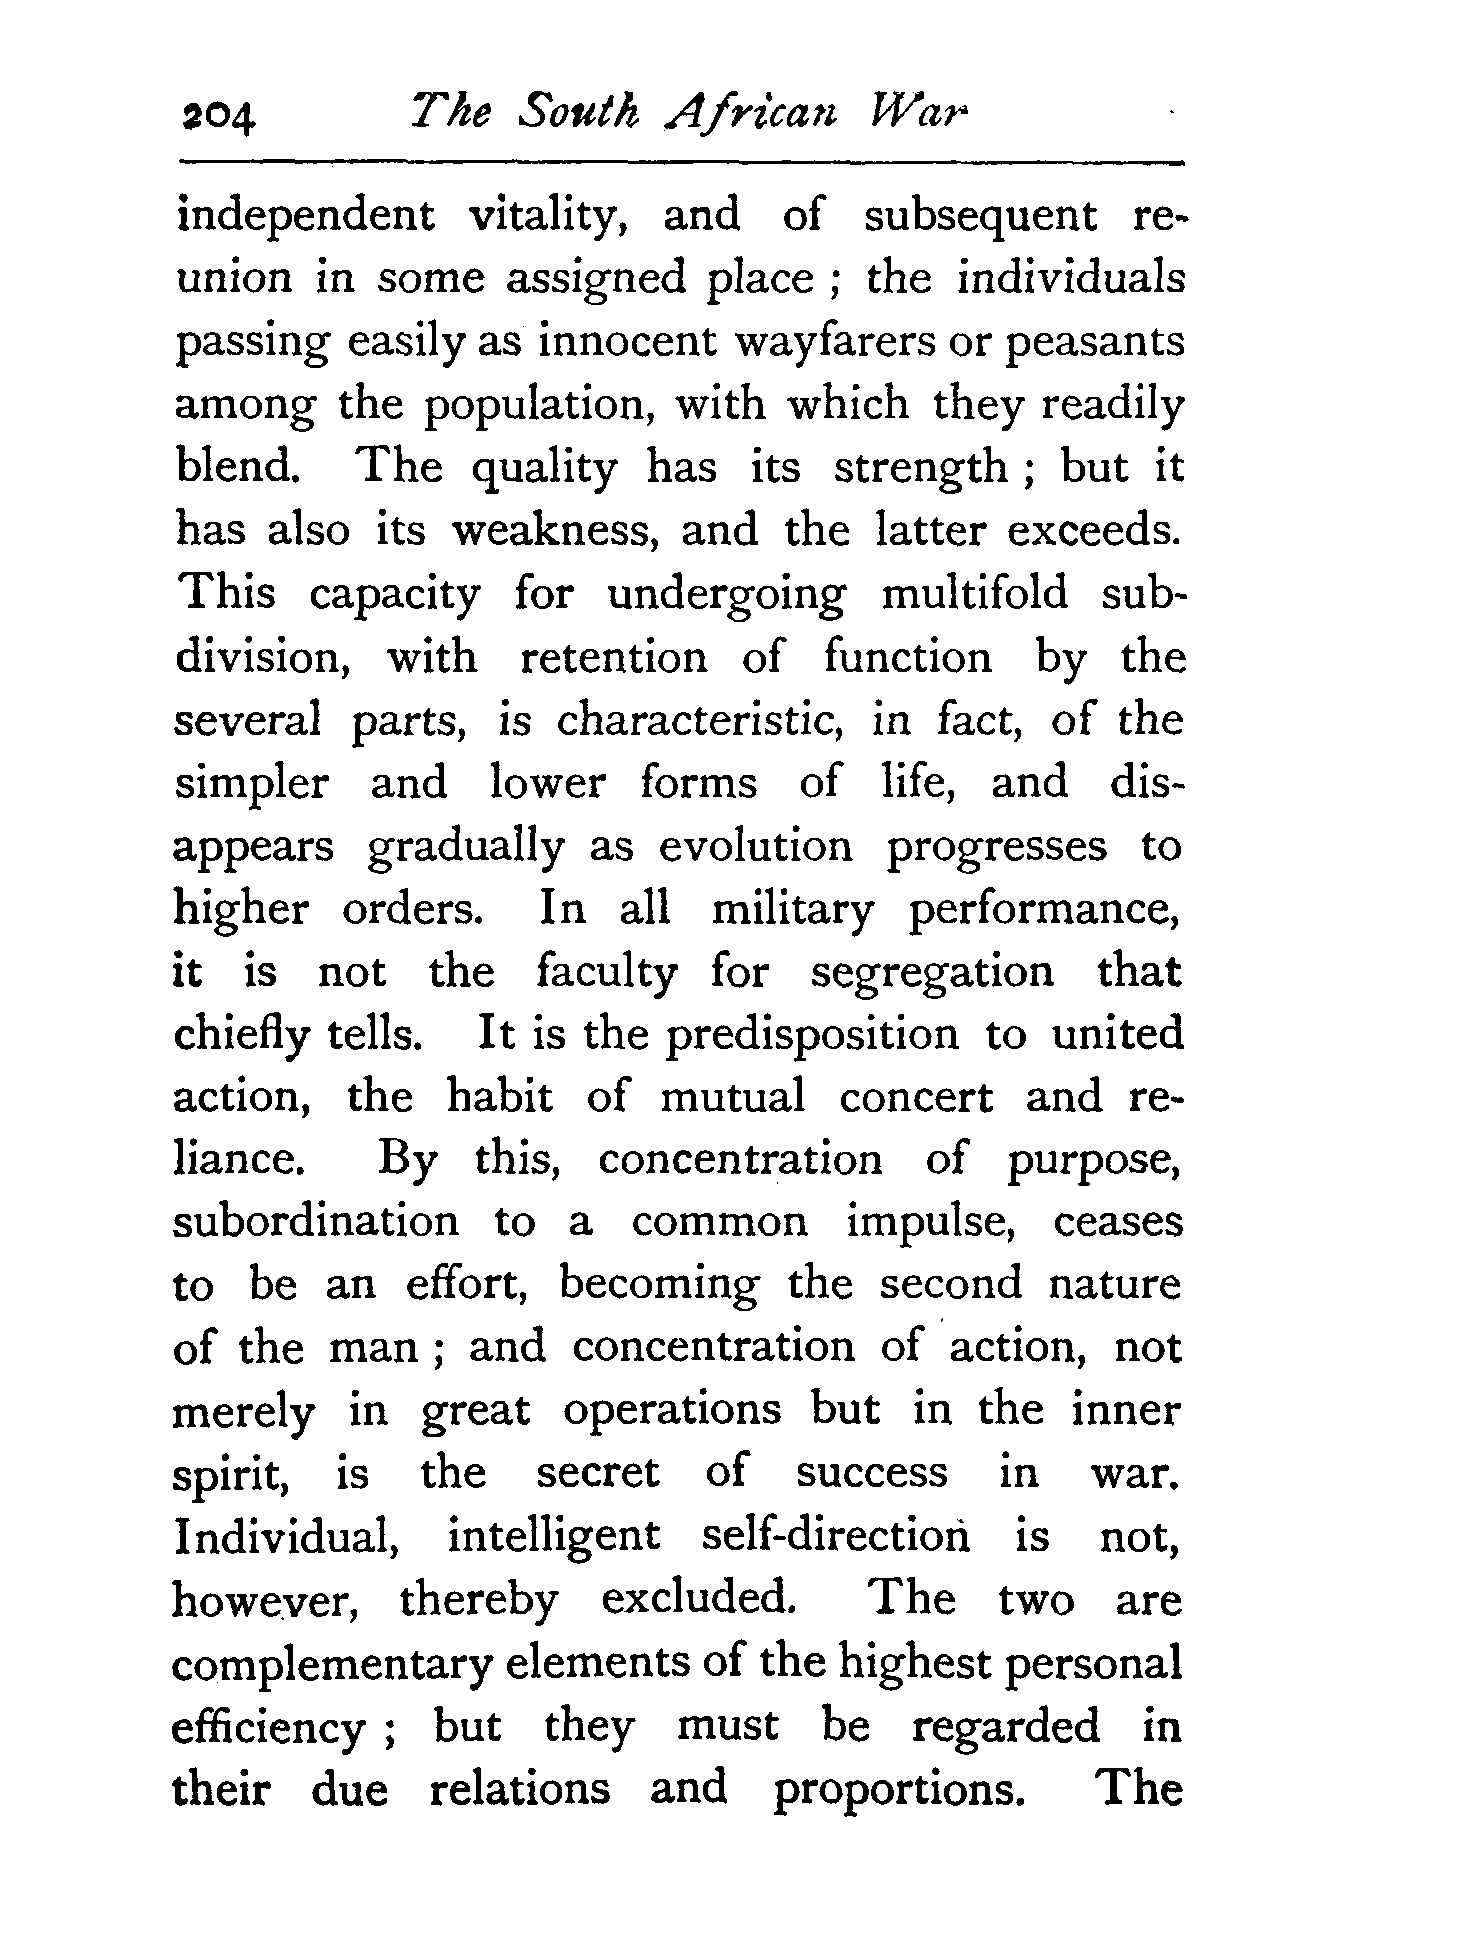 204 The South African War
independent vitality, and of subsequent re-
union in some assigned place ; the individuals
passing easily as innocent wayfarers or peasants
among the population, with which they readily
blend. The quality has its strength ; but it
has also its weakness, and the latter exceeds.
This capacity for undergoing multifold sub-
division, with retention of function by the
several parts, is characteristic, in fact, of the
simpler and lower forms of life, and dis-
appears gradually as evolution progresses to
higher orders. In all military performance,
it is not the faculty for segregation that
chiefly tells. It is the predisposition to united
action, the habit of mutual concert and re-
liance. By this, concentration of purpose,
subordination to a common impulse, ceases
to be an effort, becoming the second nature
of the man ; and concentration of action, not
merely in great operations but in the inner
spirit, is the secret of success in war.
Individual, intelligent self-direction is not,
however, thereby excluded. The two are
complementary elements of the highest personal
efficiency ; but they must be regarded in
their due relations and proportions. The